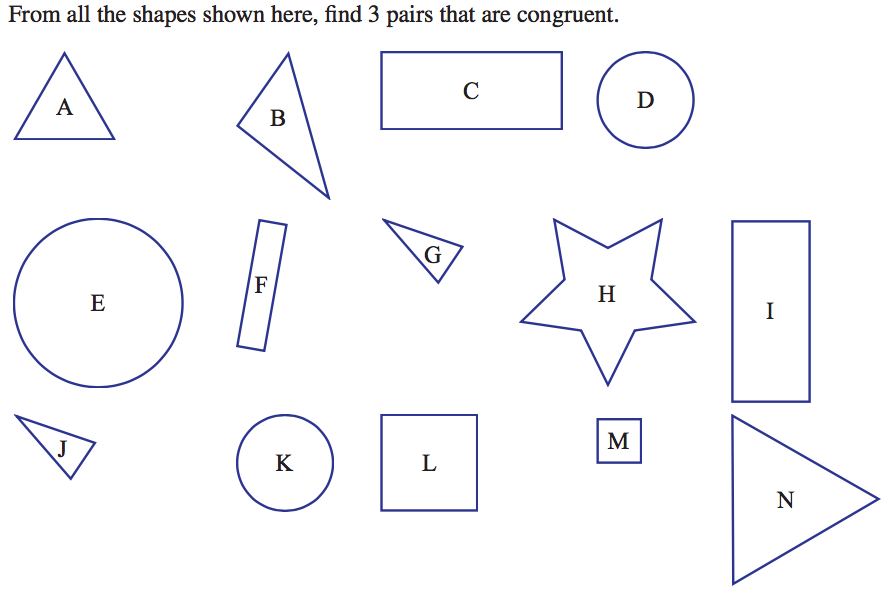 From all the shapes shown here, find 3 pairs that are congruent.
A
B
C
D
E
F
G
H
I
J
K
L
M
N